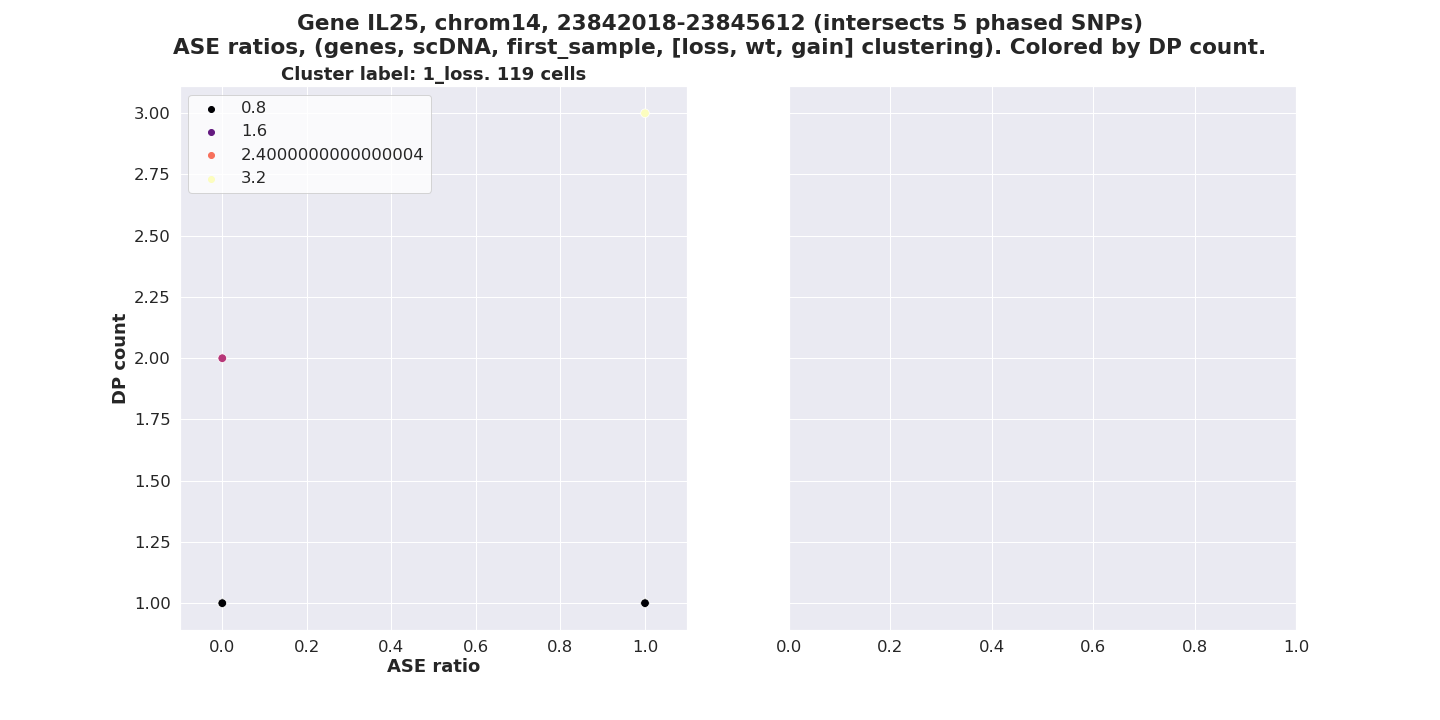 Gene IL25, chrom14, 23842018-23845612 (intersects 5 phased SNPs)
ASE ratios, (genes, scDNA, first_sample, [loss, wt, gain] clustering). Colored by DP count.
Cluster label: 1_loss. 119 cells
0.8
1.6
2.4000000000000004
3.2
3.00
2.75
2.50
2.25
2.00
1.75
1.50
1.25
1.00
DP count
0.0 0.2 0.4 0.6 0.8 1.0
ASE ratio
0.0 0.2 0.4 0.6 0.8 1.0